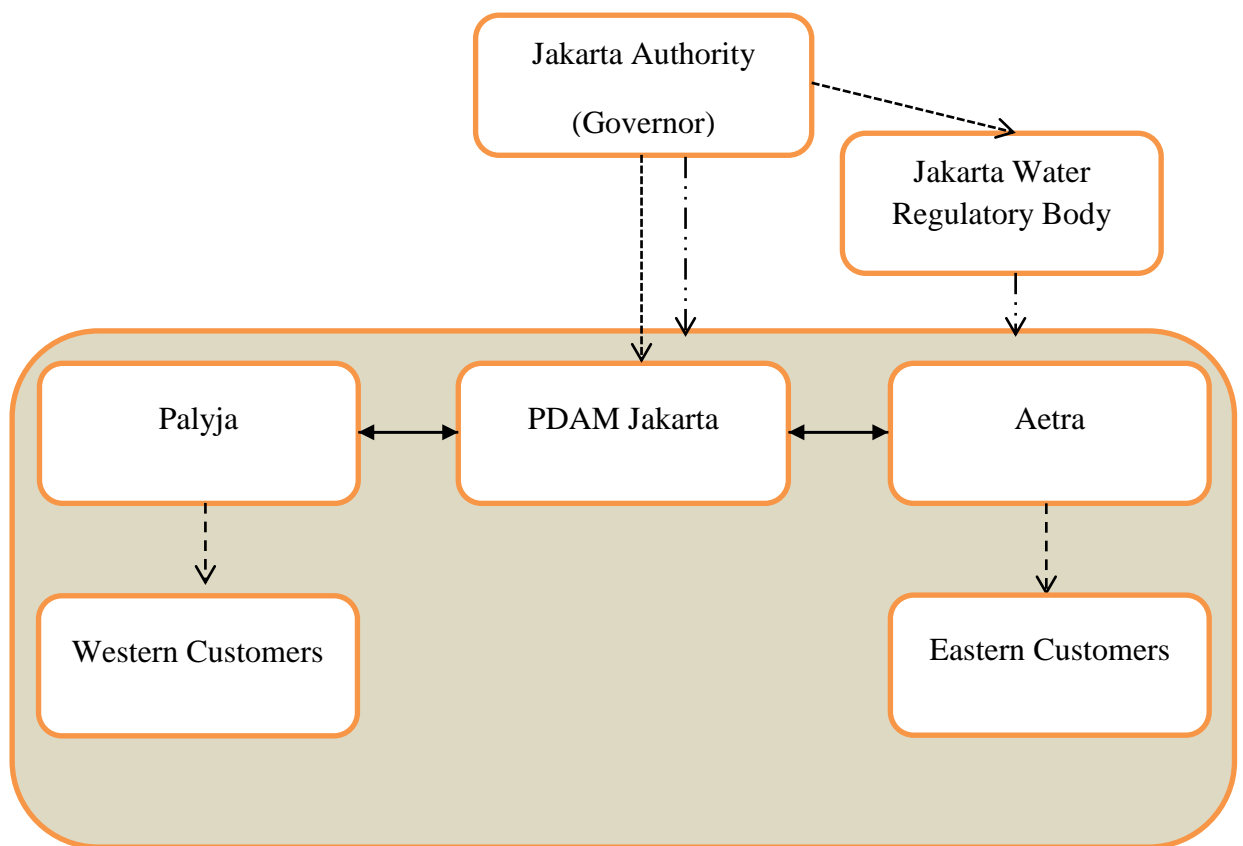 Jakarta Authority
(Governor)
Jakarta Water
Regulatory Body
Palyja
PDAM Jakarta
Aetra
Western Customers
Eastern Customers